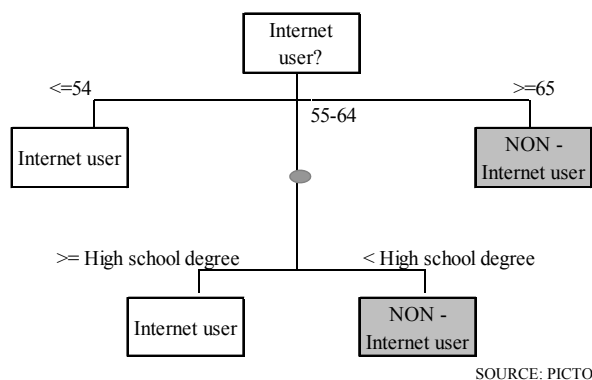 Internet
user?
<=54
>=65
55-64
Internet user
NON -
Internet user
>= High school degree
< High school degree
Internet user
NON -
Internet user
SOURCE: PICTO